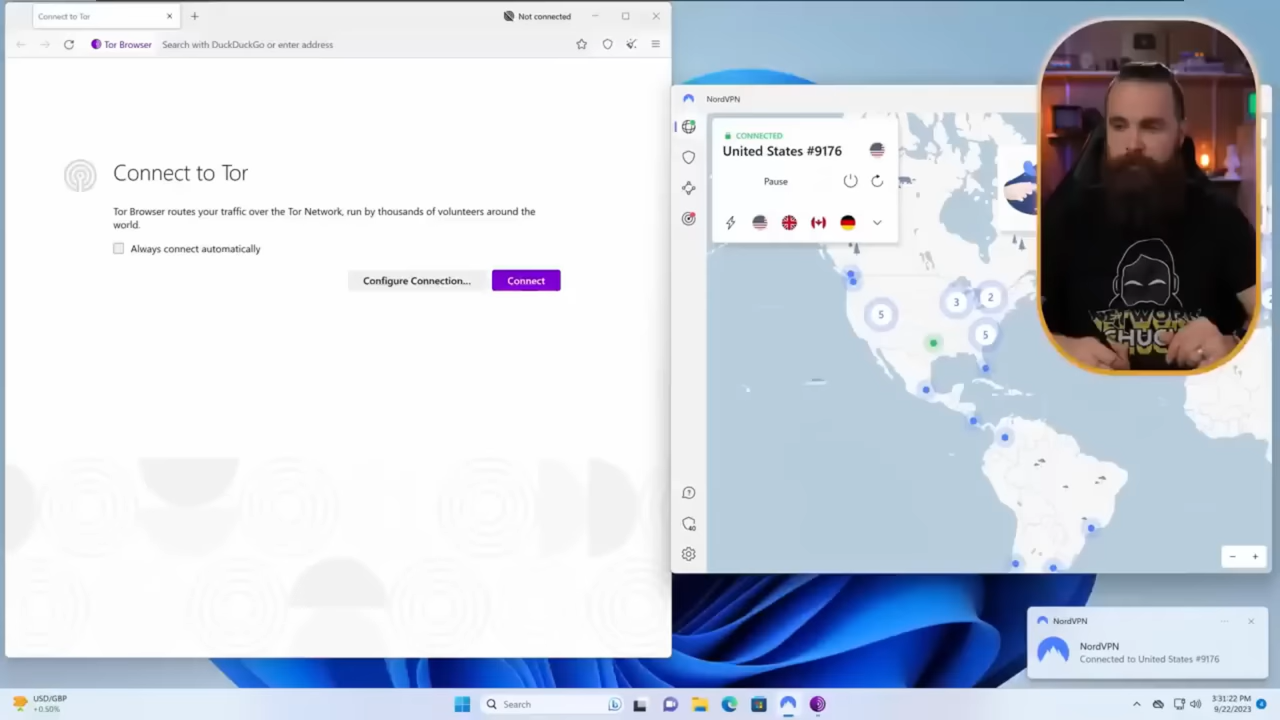 Connect to Tor
Not connected
Tor Browser
Search with DuckDuckGo or enter address
Connect to Tor
Tor Browser routes your traffic over the Tor Network, run by thousands of volunteers around the
world.
Always connect automatically
Configure Connection...
Connect
NordVPN
CONNECTED
United States #9176
Pause
5
3
2
5
NETWORK
CHUCK
NordVPN
NordVPN
Connected to United States #9176
USD/GBP
+0.50%
Search
3:31:22 PM
9/22/2023